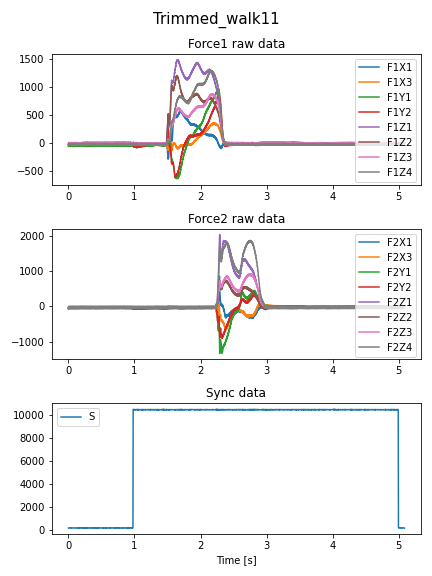 Trimmed_walk11
Force1 raw data
1500
1000
500
0
−500
0 1 2 3 4 5
F1X1
F1X3
F1Y1
F1Y2
F1Z1
F1Z2
F1Z3
F1Z4
Force2 raw data
2000
1000
0
−1000
0 1 2 3 4 5
F2X1
F2X3
F2Y1
F2Y2
F2Z1
F2Z2
F2Z3
F2Z4
Sync data
10000
8000
6000
4000
2000
0
S
0 1 2 3 4 5
Time [s]